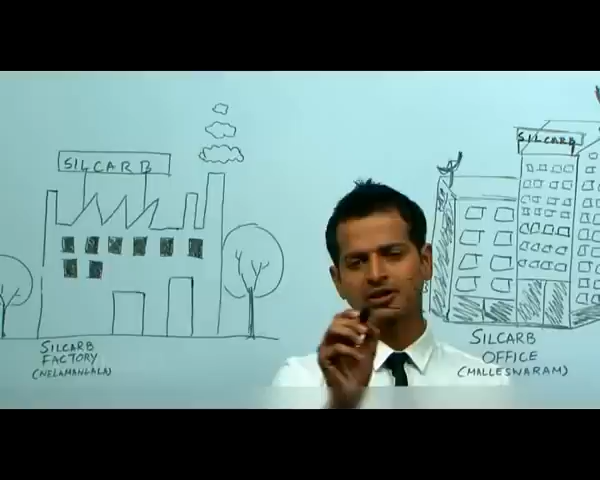 SILCARB
SILCARB
FACTORY
(NELAMANGALA)
SILCARB
SILCARB
OFFICE
(MALLESWARAM)